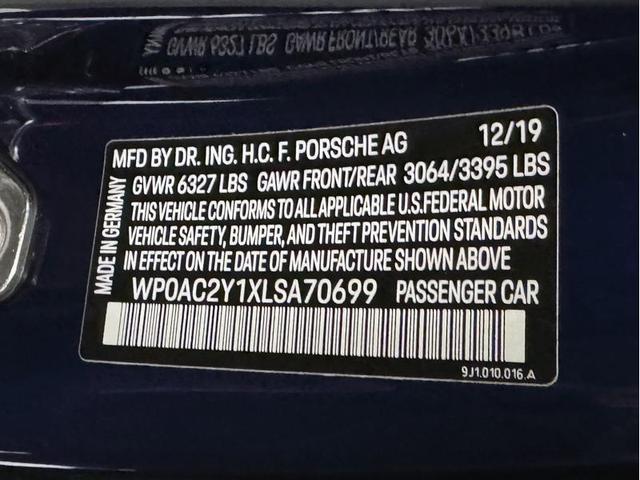 MFD BY DR. ING. H.C. F. PORSCHE AG 12/19
GVWR 6327 LBS GAWR FRONT/REAR 3064/3395 LBS
THIS VEHICLE CONFORMS TO ALL APPLICABLE U.S.FEDERAL MOTOR
VEHICLE SAFETY, BUMPER, AND THEFT PREVENTION STANDARDS
IN EFFECT ON THE DATE OF MANUFACTURE SHOWN ABOVE
WP0AC2Y1XLSA70699 PASSENGER CAR
MADE IN GERMANY
9J1.010.016.A